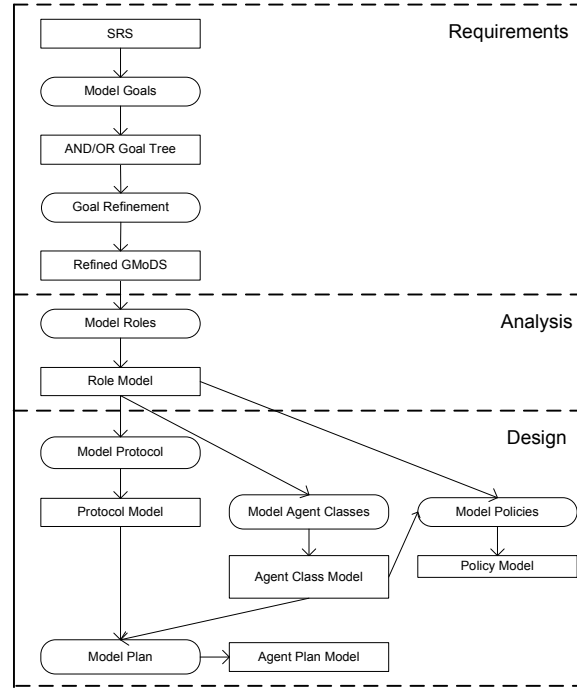 Requirements
SRS
Model Goals
AND/OR Goal Tree
Goal Refinement
Refined GMoDS
Analysis
Model Roles
Role Model
Design
Model Protocol
Protocol Model
Model Agent Classes
Model Policies
Agent Class Model
Policy Model
Model Plan
Agent Plan Model